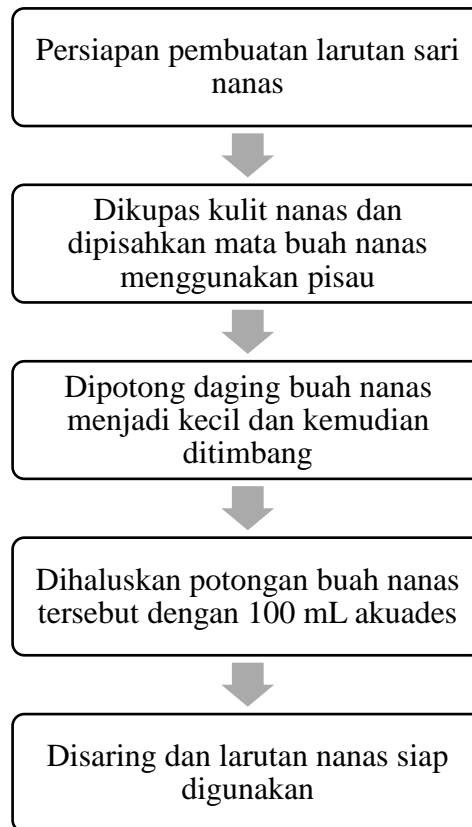 Persiapan pembuatan larutan sari
nanas
Dikupas kulit nanas dan
dipisahkan mata buah nanas
menggunakan pisau
Dipotong daging buah nanas
menjadi kecil dan kemudian
ditimbang
Dihaluskan potongan buah nanas
tersebut dengan 100 mL akuades
Disaring dan larutan nanas siap
digunakan